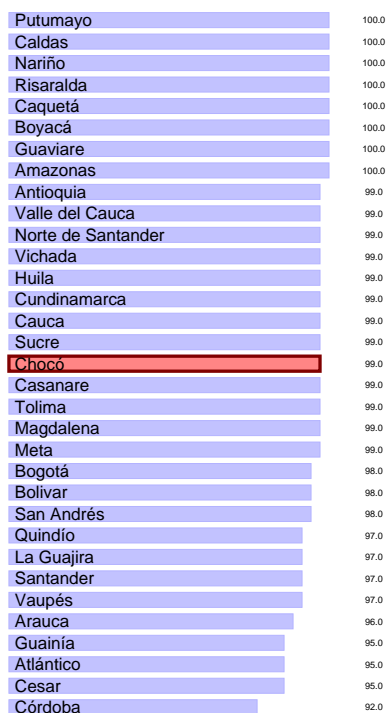 Putumayo 100.0
Caldas 100.0
Nariño 100.0
Risaralda 100.0
Caquetá 100.0
Boyacá 100.0
Guaviare 100.0
Amazonas 100.0
Antioquia 99.0
Valle del Cauca 99.0
Norte de Santander 99.0
Vichada 99.0
Huila 99.0
Cundinamarca 99.0
Cauca 99.0
Sucre 99.0
Chocó 99.0
Casanare 99.0
Tolima 99.0
Magdalena 99.0
Meta 99.0
Bogotá 98.0
Bolivar 98.0
San Andrés 98.0
Quindío 97.0
La Guajira 97.0
Santander 97.0
Vaupés 97.0
Arauca 96.0
Guainía 95.0
Atlántico 95.0
Cesar 95.0
Córdoba 92.0